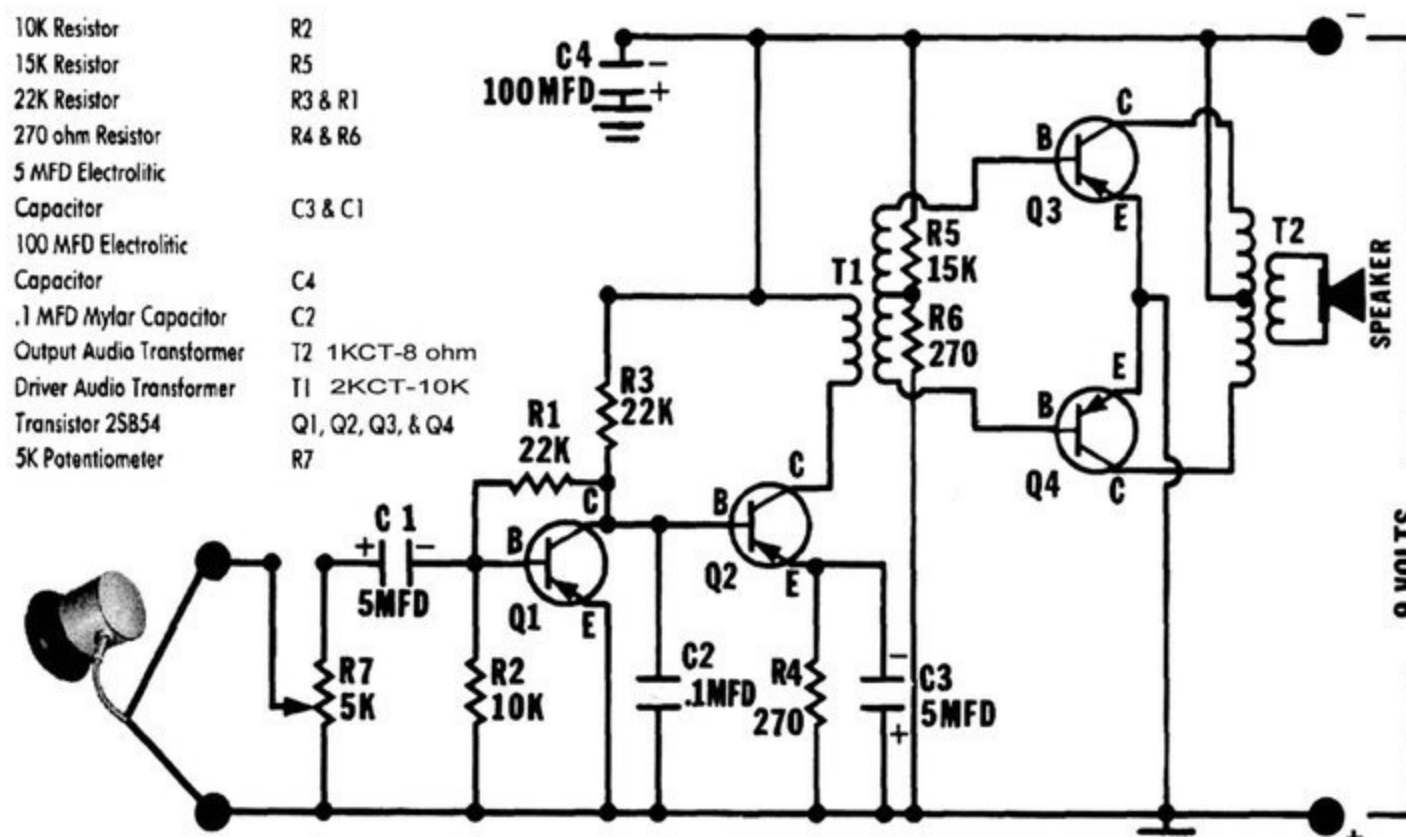 10K Resistor R2
15K Resistor R5
22K Resistor R3 & R1
270 ohm Resistor R4 & R6
5 MFD Electrolitic
Capacitor C3 & C1
100 MFD Electrolitic
Capacitor C4
.1 MFD Mylar Capacitor C2
Output Audio Transformer T2 1KCT-8 ohm
Driver Audio Transformer T1 2KCT-10K
Transistor 2SB54 Q1, Q2, Q3, & Q4
5K Potentiometer R7
C4
100MFD
-
+
-
C
B
Q3
E
R5
15K
T1
R6
270
T2
SPEAKER
E
B
Q4
C
R3
22K
R1
22K
C
B
Q1
E
C 1
+ -
5MFD
R7
5K
R2
10K
C
B
Q2
E
C2
.1MFD
R4
270
-
C3
5MFD
+
9 VOLTS
+